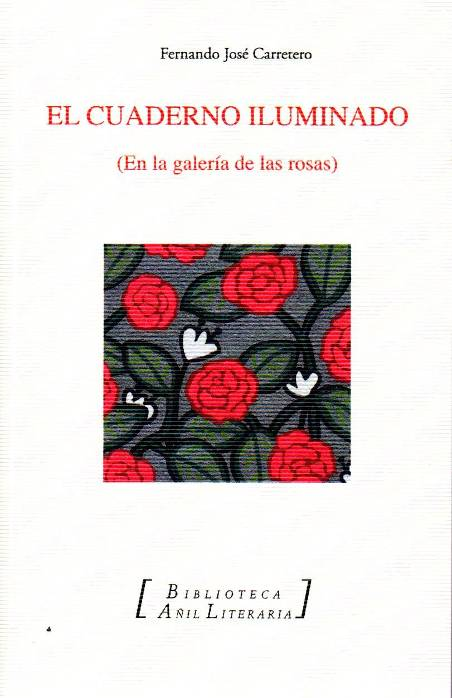 Fernando José Carretero
EL CUADERNO ILUMINADO
(En la galería de las rosas)
[ BIBLIOTECA
AÑIL LITERARIA ]